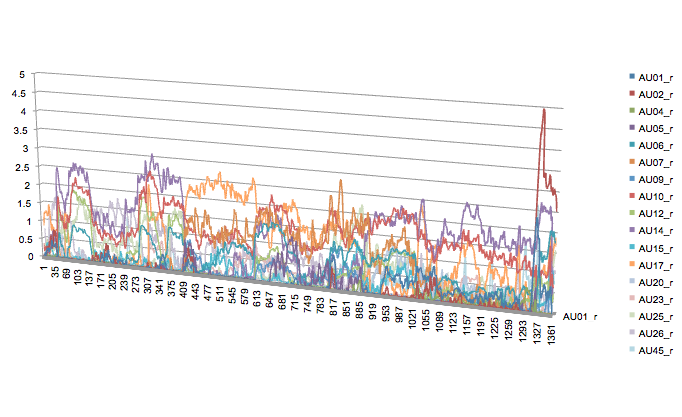 5
4.5
4
3.5
3
2.5
2
1.5
1
0.5
0
1
35
69
103
137
171
205
239
273
307
341
375
409
443
477
511
545
579
613
647
681
715
749
783
817
851
885
919
953
987
1021
1055
1089
1123
1157
1191
1225
1259
1293
1327
1361
AU01_r
AU01_r
AU02_r
AU04_r
AU05_r
AU06_r
AU07_r
AU09_r
AU10_r
AU12_r
AU14_r
AU15_r
AU17_r
AU20_r
AU23_r
AU25_r
AU26_r
AU45_r